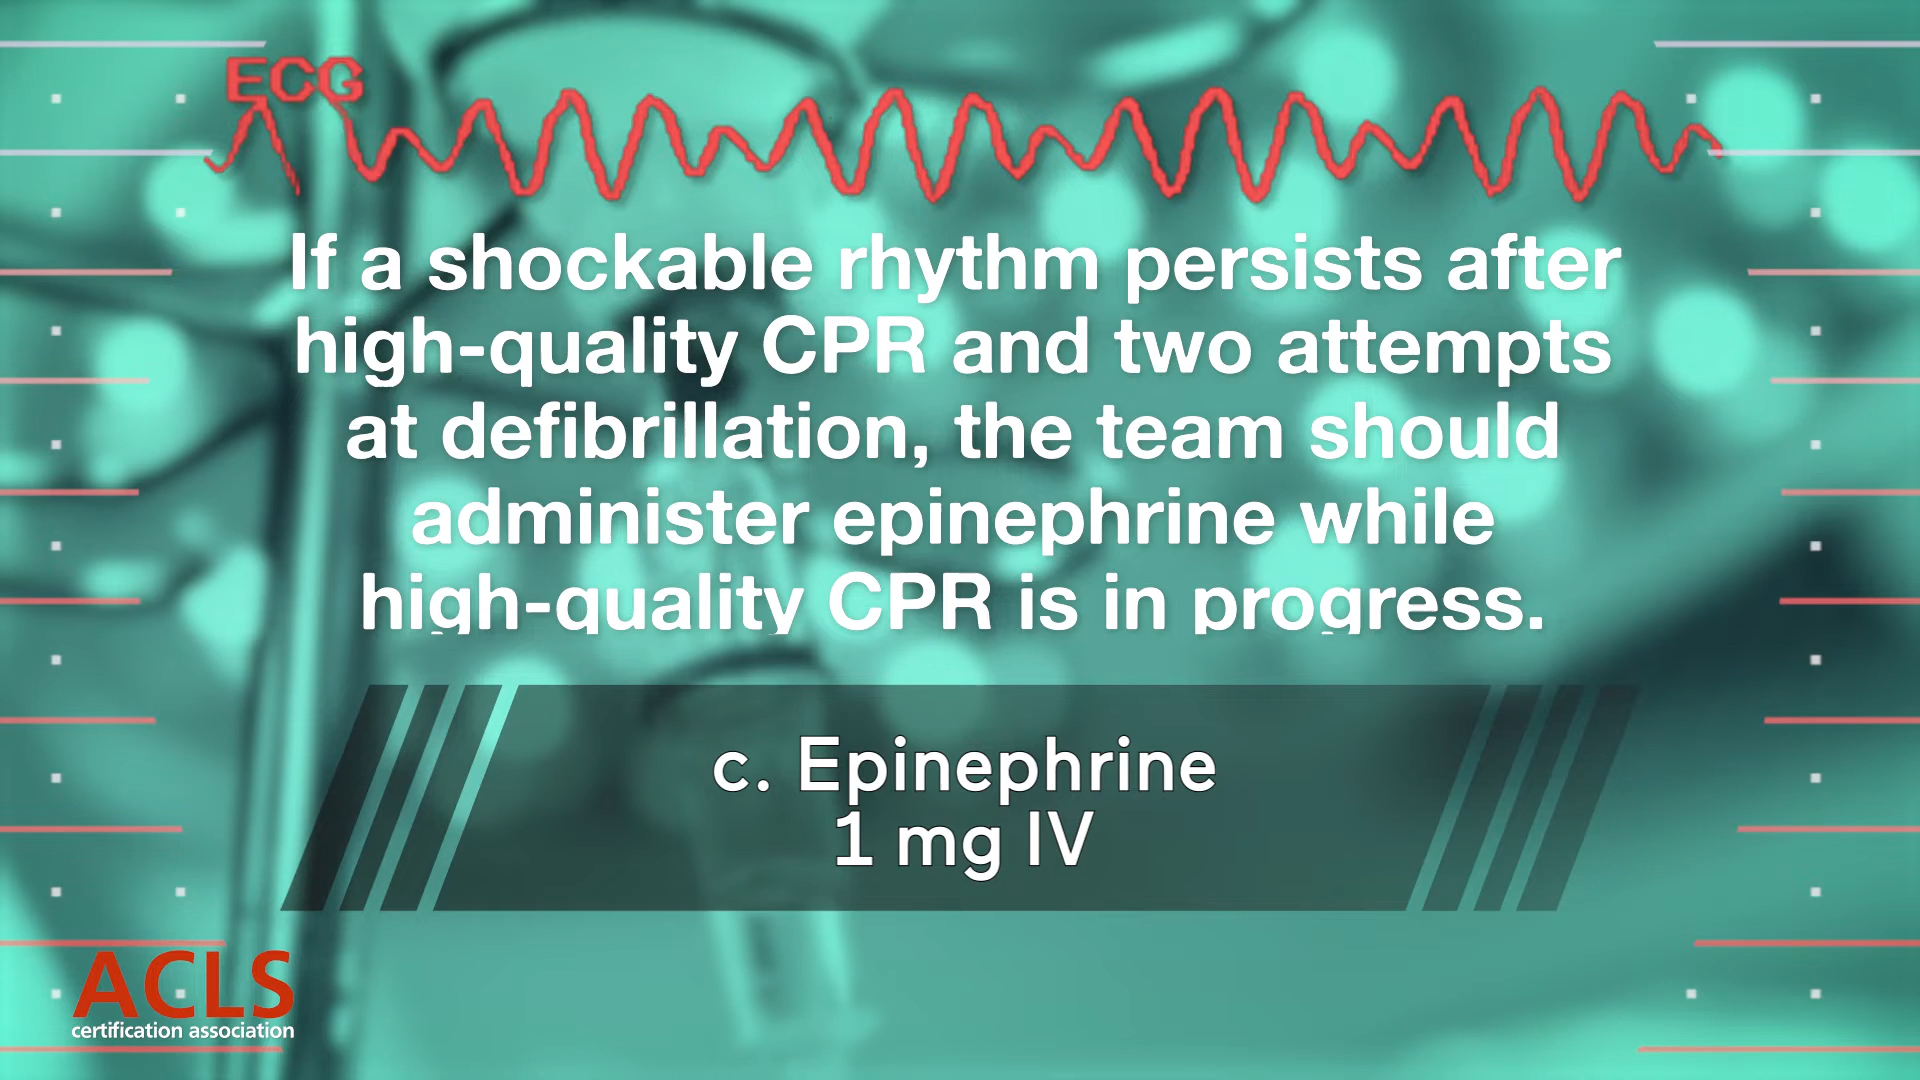 ECG
If a shockable rhythm persists after
high-quality CPR and two attempts
at defibrillation, the team should
administer epinephrine while
high-quality CPR is in progress.
c. Epinephrine
1 mg IV
ACLS
certification association